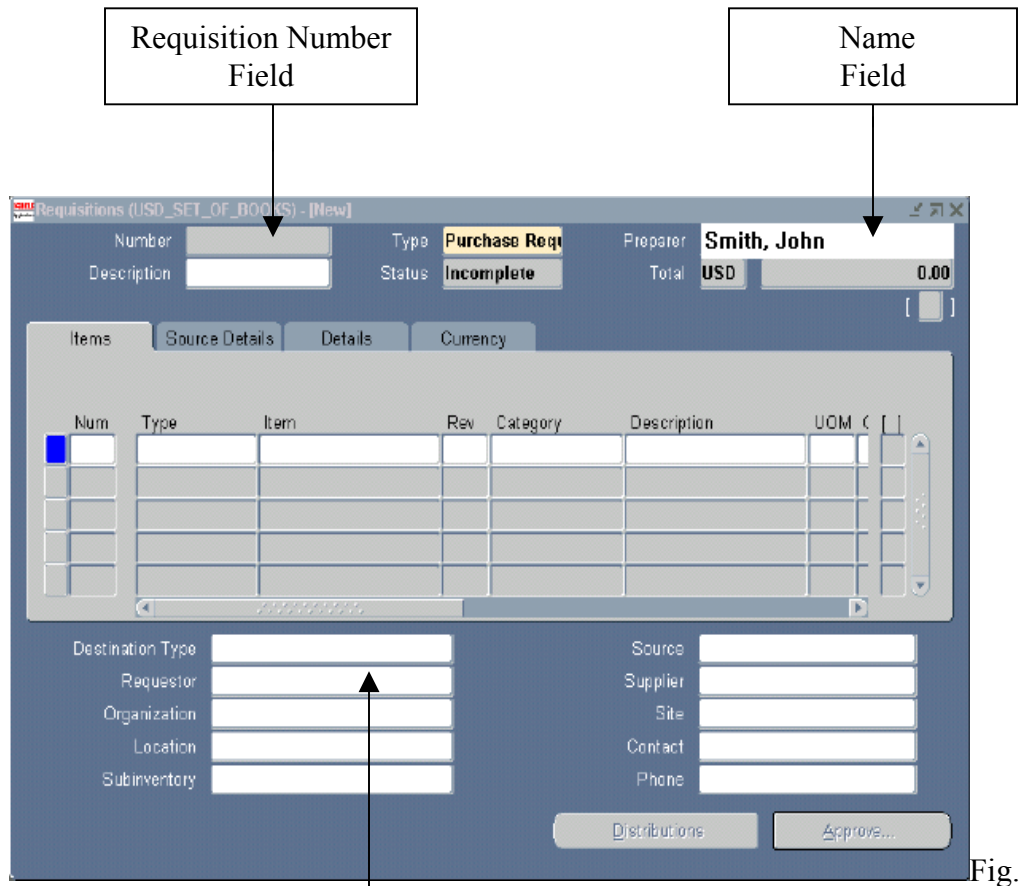 Requisition Number
Field
Name
Field
Requisitions (USD_SET_OF_BOOKS) - [New]
Number Type Purchase Requ Preparer Smith, John
Description Status Incomplete Total USD 0.00
[ ]
Items Source Details Details Currency
Num Type Item Rev Category Description UOM [ ]
Destination Type Source
Requestor Supplier
Organization Site
Location Contact
Subinventory Phone
Distributions Approve...
Fig.